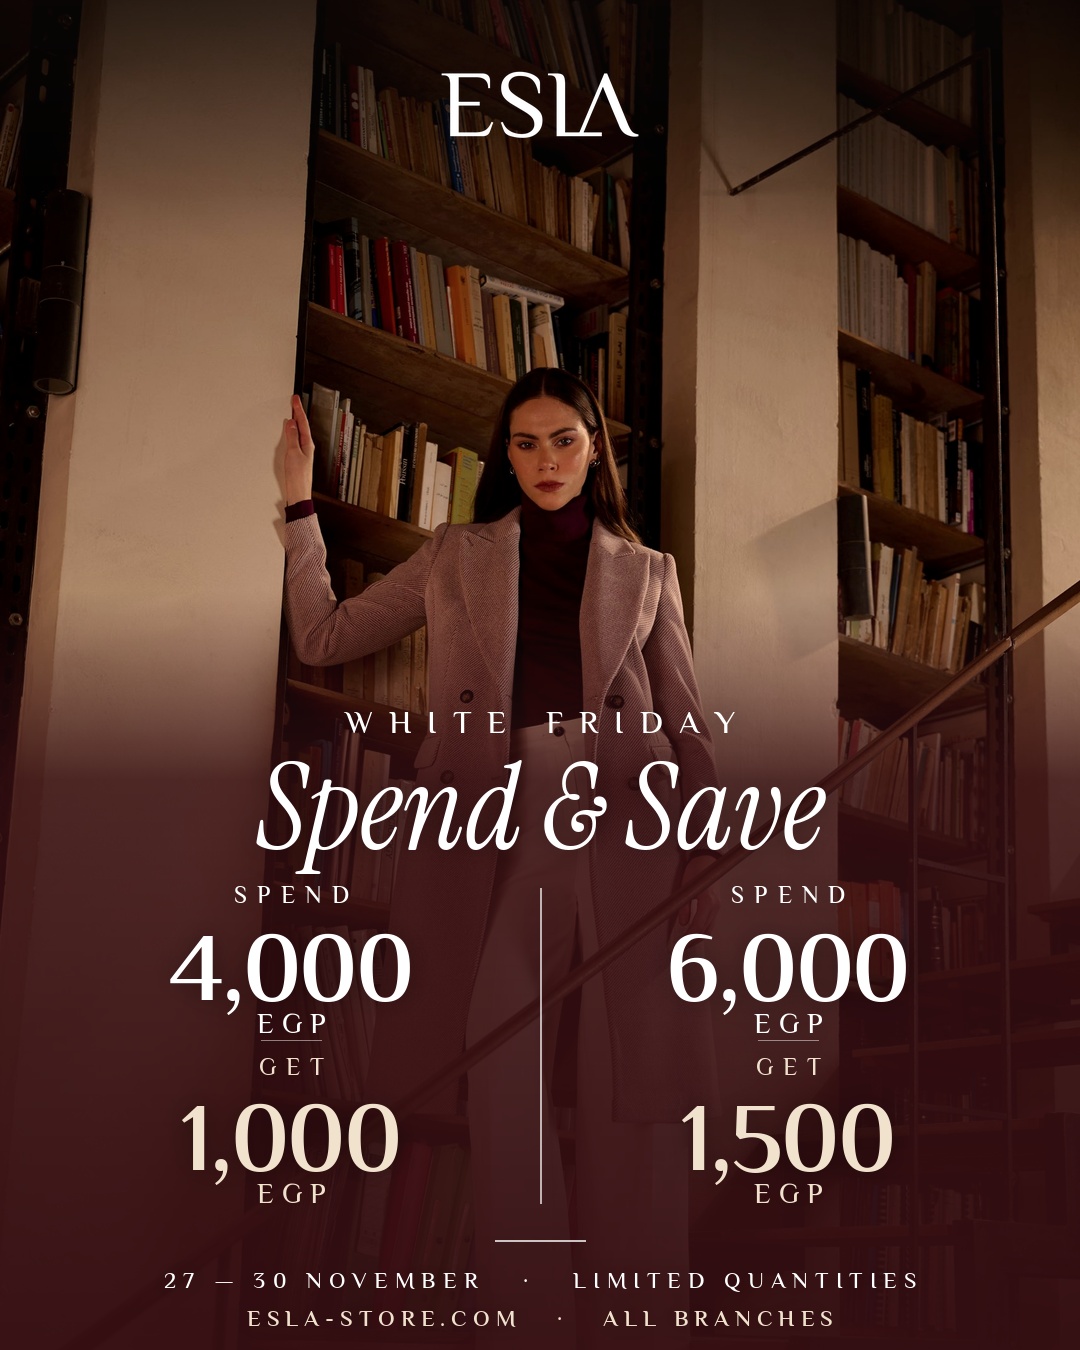 ESLA
WHITE FRIDAY
Spend & Save
SPEND
4,000
EGP
GET
1,000
EGP
SPEND
6,000
EGP
GET
1,500
EGP
27 — 30 NOVEMBER · LIMITED QUANTITIES
ESLA-STORE.COM · ALL BRANCHES